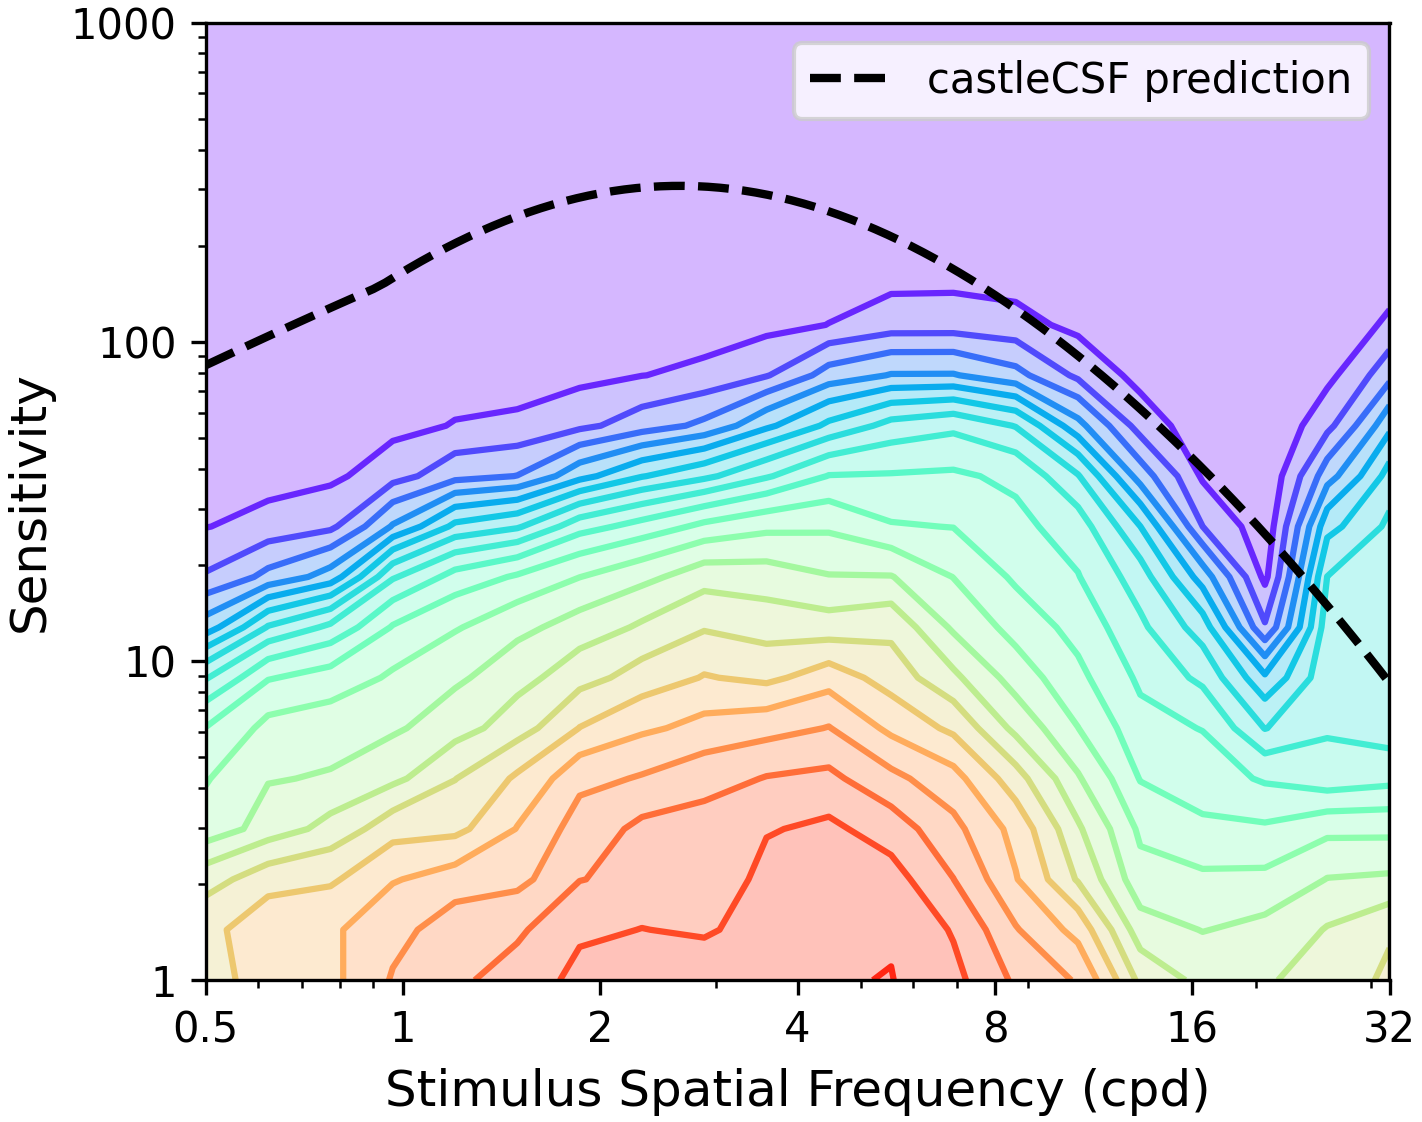 1000
castleCSF prediction
100
10
1
Sensitivity
0.5 1 2 4 8 16 32
Stimulus Spatial Frequency (cpd)